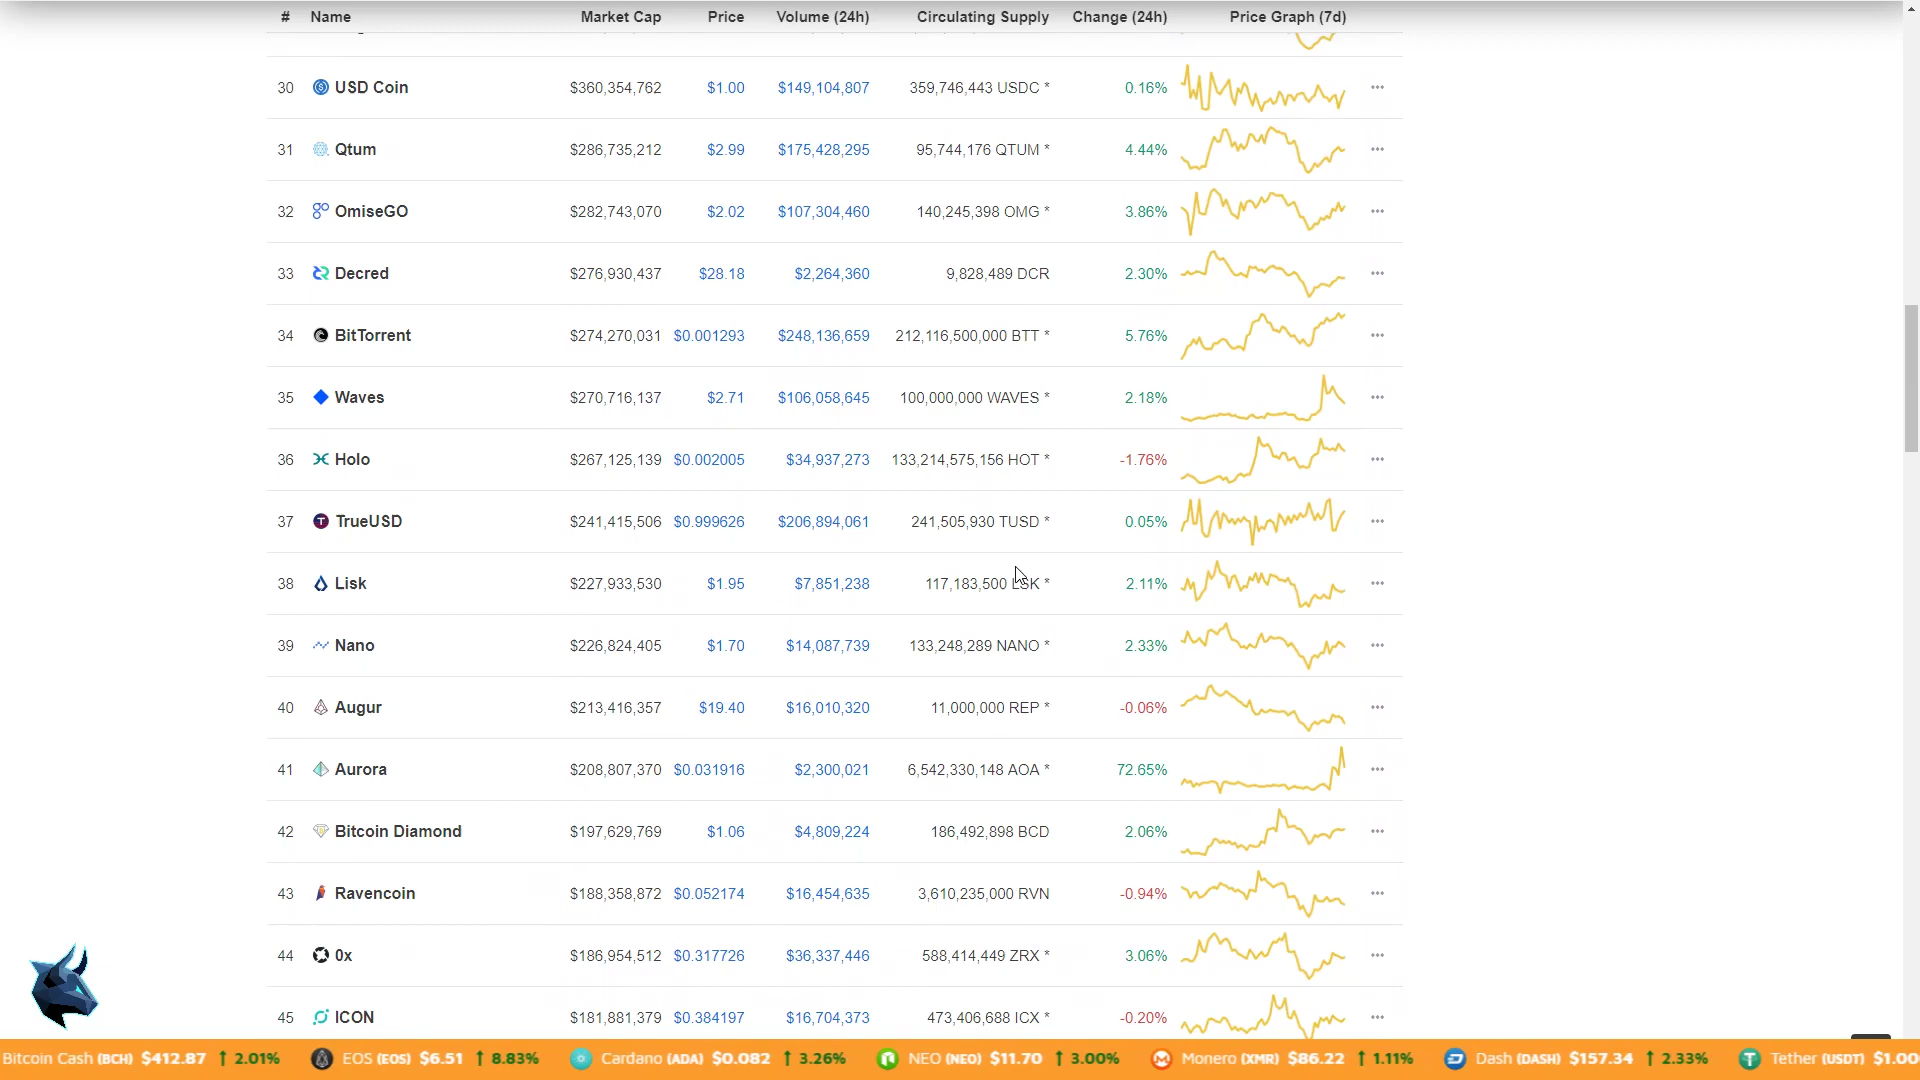 # Name Market Cap Price Volume (24h) Circulating Supply Change (24h) Price Graph (7d)
30 USD Coin $360,354,762 $1.00 $149,104,807 359,746,443 USDC * 0.16%
31 Qtum $286,735,212 $2.99 $175,428,295 95,744,176 QTUM * 4.44%
32 OmiseGO $282,743,070 $2.02 $107,304,460 140,245,398 OMG * 3.86%
33 Decred $276,930,437 $28.18 $2,264,360 9,828,489 DCR 2.30%
34 BitTorrent $274,270,031 $0.001293 $248,136,659 212,116,500,000 BTT * 5.76%
35 Waves $270,716,137 $2.71 $106,058,645 100,000,000 WAVES * 2.18%
36 Holo $267,125,139 $0.002005 $34,937,273 133,214,575,156 HOT * -1.76%
37 TrueUSD $241,415,506 $0.999626 $206,894,061 241,505,930 TUSD * 0.05%
38 Lisk $227,933,530 $1.95 $7,851,238 117,183,500 LSK * 2.11%
39 Nano $226,824,405 $1.70 $14,087,739 133,248,289 NANO * 2.33%
40 Augur $213,416,357 $19.40 $16,010,320 11,000,000 REP * -0.06%
41 Aurora $208,807,370 $0.031916 $2,300,021 6,542,330,148 AOA * 72.65%
42 Bitcoin Diamond $197,629,769 $1.06 $4,809,224 186,492,898 BCD 2.06%
43 Ravencoin $188,358,872 $0.052174 $16,454,635 3,610,235,000 RVN -0.94%
44 0x $186,954,512 $0.317726 $36,337,446 588,414,449 ZRX * 3.06%
45 ICON $181,881,379 $0.384197 $16,704,373 473,406,688 ICX * -0.20%
Bitcoin Cash (BCH) $412.87 ↑ 2.01% EOS (EOS) $6.51 ↑ 8.83% Cardano (ADA) $0.082 ↑ 3.26% NEO (NEO) $11.70 ↑ 3.00% Monero (XMR) $86.22 ↑ 1.11% Dash (DASH) $157.34 ↑ 2.33% Tether (USDT) $1.00